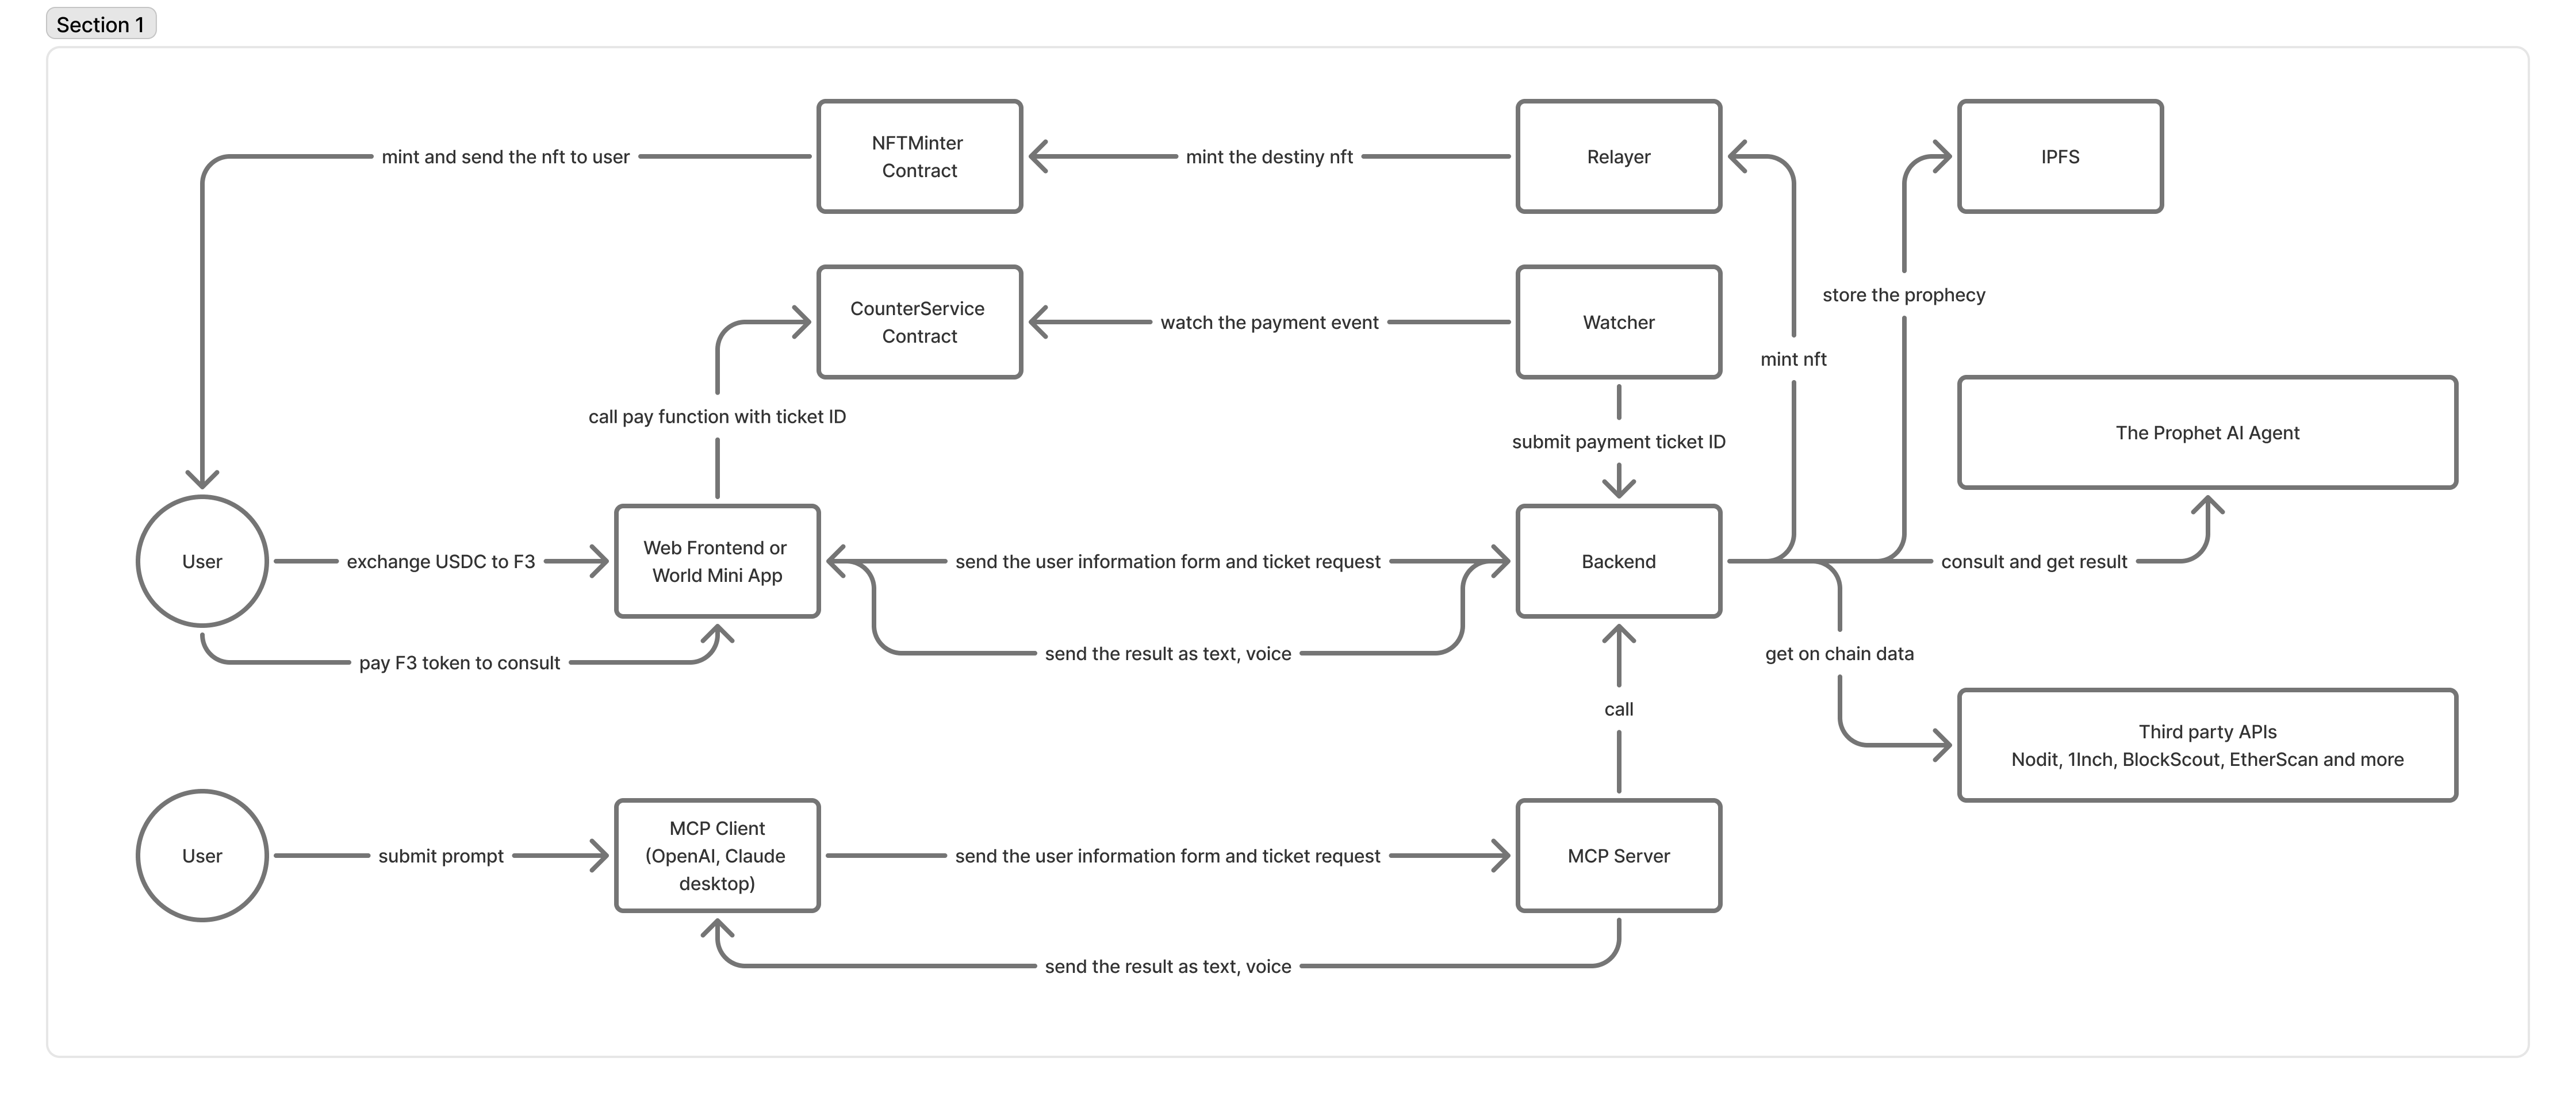 Section 1
NFTMinter
Contract
Relayer
IPFS
mint and send the nft to user
mint the destiny nft
CounterService
Contract
Watcher
store the prophecy
watch the payment event
mint nft
call pay function with ticket ID
submit payment ticket ID
The Prophet AI Agent
User
exchange USDC to F3
Web Frontend or
World Mini App
send the user information form and ticket request
Backend
consult and get result
pay F3 token to consult
send the result as text, voice
get on chain data
call
Third party APIs
Nodit, 1Inch, BlockScout, EtherScan and more
User
submit prompt
MCP Client
(OpenAI, Claude
desktop)
send the user information form and ticket request
MCP Server
send the result as text, voice